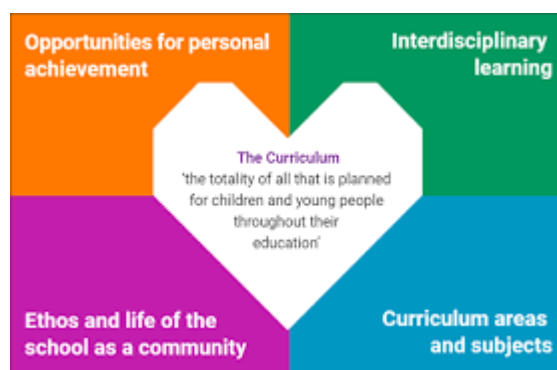 Opportunities for personal
achievement
Interdisciplinary
learning
The Curriculum
'the totality of all that is planned
for children and young people
throughout their
education'
Ethos and life of the
school as a community
Curriculum areas
and subjects